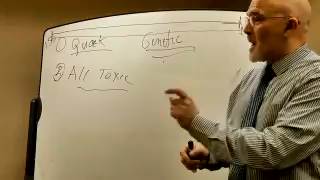 ① Quack Genetic
② All Toxic